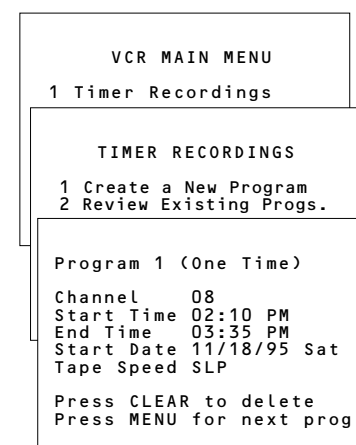 VCR MAIN MENU
1 Timer Recordings
TIMER RECORDINGS
1 Create a New Program
2 Review Existing Progs.
Program 1 (One Time)
Channel 08
Start Time 02:10 PM
End Time 03:35 PM
Start Date 11/18/95 Sat
Tape Speed SLP
Press CLEAR to delete
Press MENU for next prog